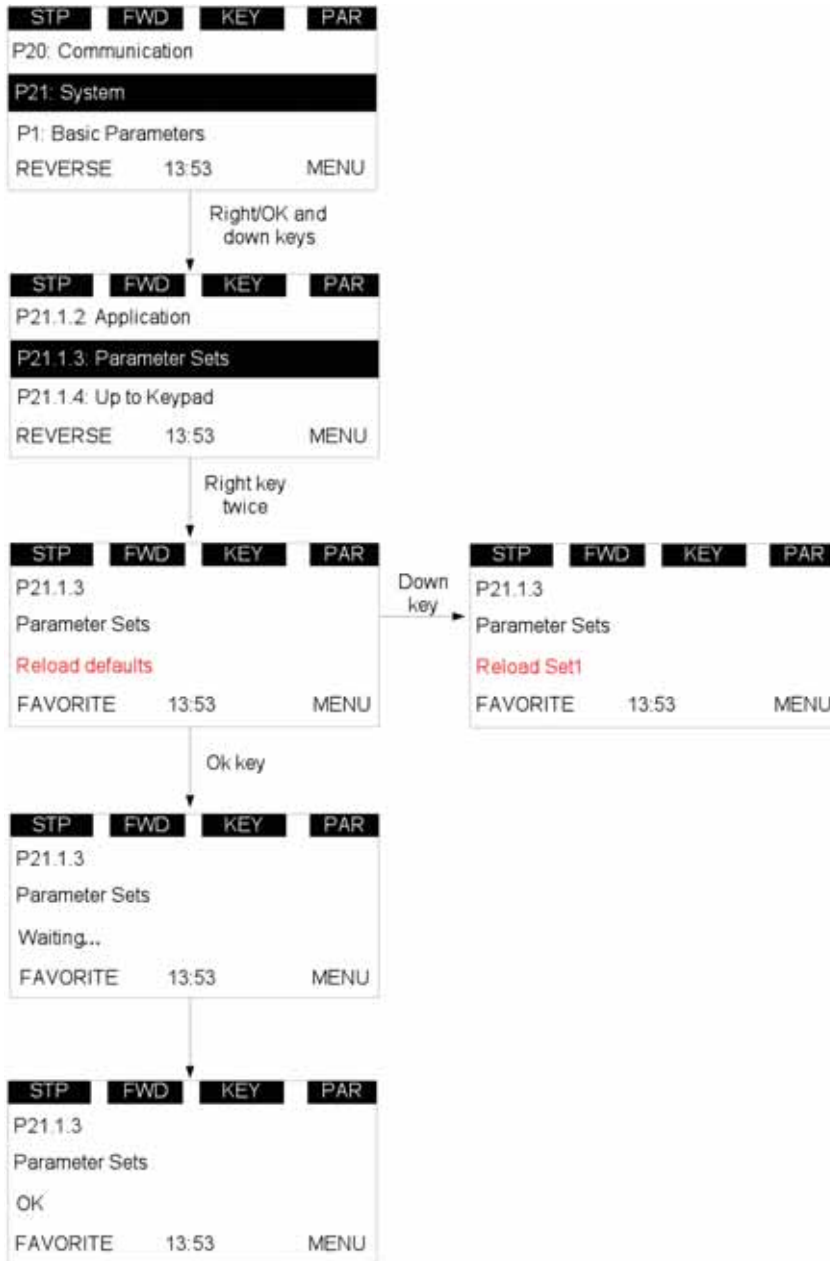 STP FWD KEY PAR
P20: Communication
P21: System
P1: Basic Parameters
REVERSE 13:53 MENU
Right/OK and
down keys
STP FWD KEY PAR
P21.1.2 Application
P21.1.3: Parameter Sets
P21.1.4: Up to Keypad
REVERSE 13:53 MENU
Right key
twice
STP FWD KEY PAR
P21.1.3
Parameter Sets
Reload defaults
FAVORITE 13:53 MENU
Down
key
STP FWD KEY PAR
P21.1.3
Parameter Sets
Reload Set1
FAVORITE 13:53 MENU
Ok key
STP FWD KEY PAR
P21.1.3
Parameter Sets
Waiting...
FAVORITE 13:53 MENU
STP FWD KEY PAR
P21.1.3
Parameter Sets
OK
FAVORITE 13:53 MENU